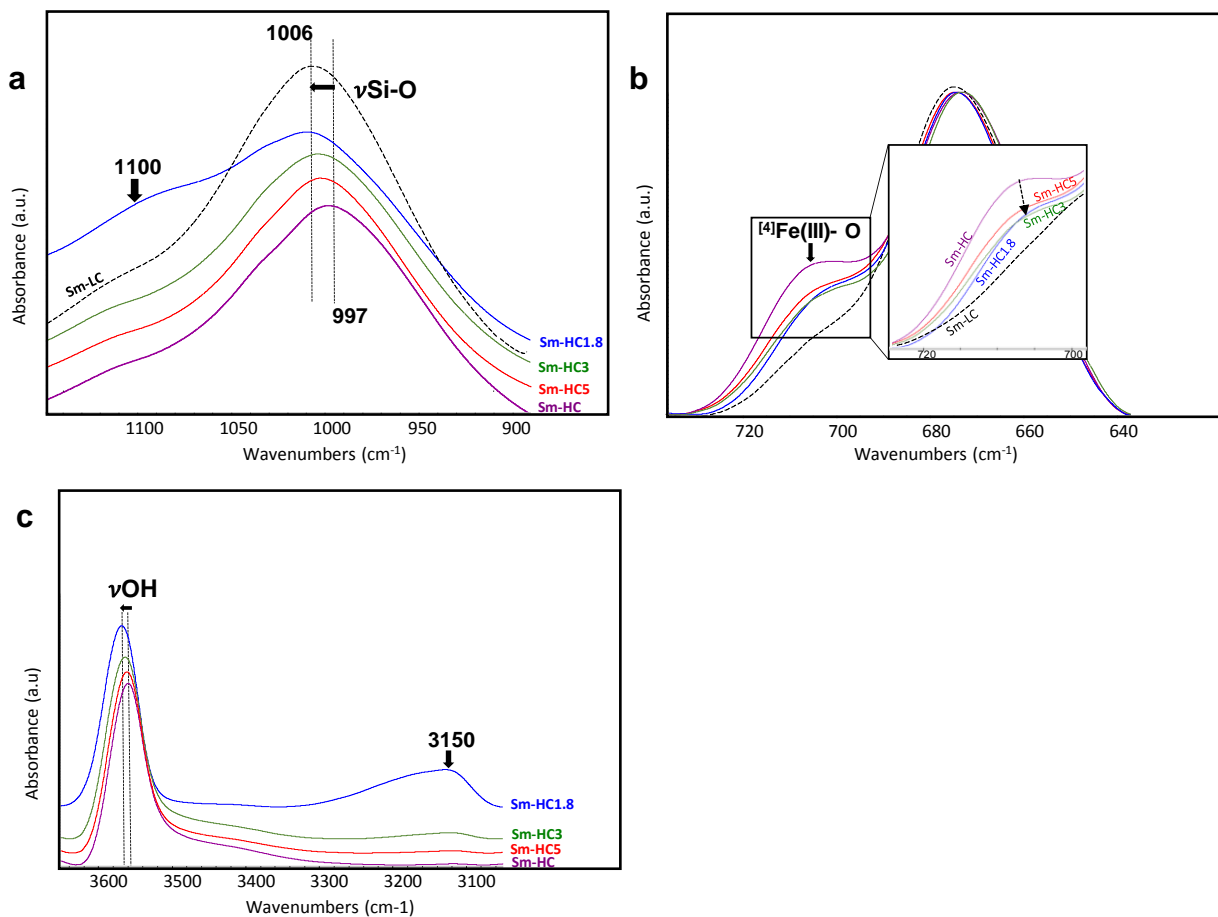 a
1006
νSi-O
1100
Sm-LC
997
Sm-HC1.8
Sm-HC3
Sm-HC5
Sm-HC
Absorbance (a.u.)
1100
1050
1000
950
900
Wavenumbers (cm-1)
b
[4]Fe(III)- O
Sm-HC
Sm-HC5
Sm-HC3
Sm-HC1.8
Sm-LC
720
700
Absorbance (a.u.)
720
700
680
660
640
Wavenumbers (cm-1)
c
νOH
3150
Sm-HC1.8
Sm-HC3
Sm-HC5
Sm-HC
Absorbance (a.u)
3600
3500
3400
3300
3200
3100
Wavenumbers (cm-1)